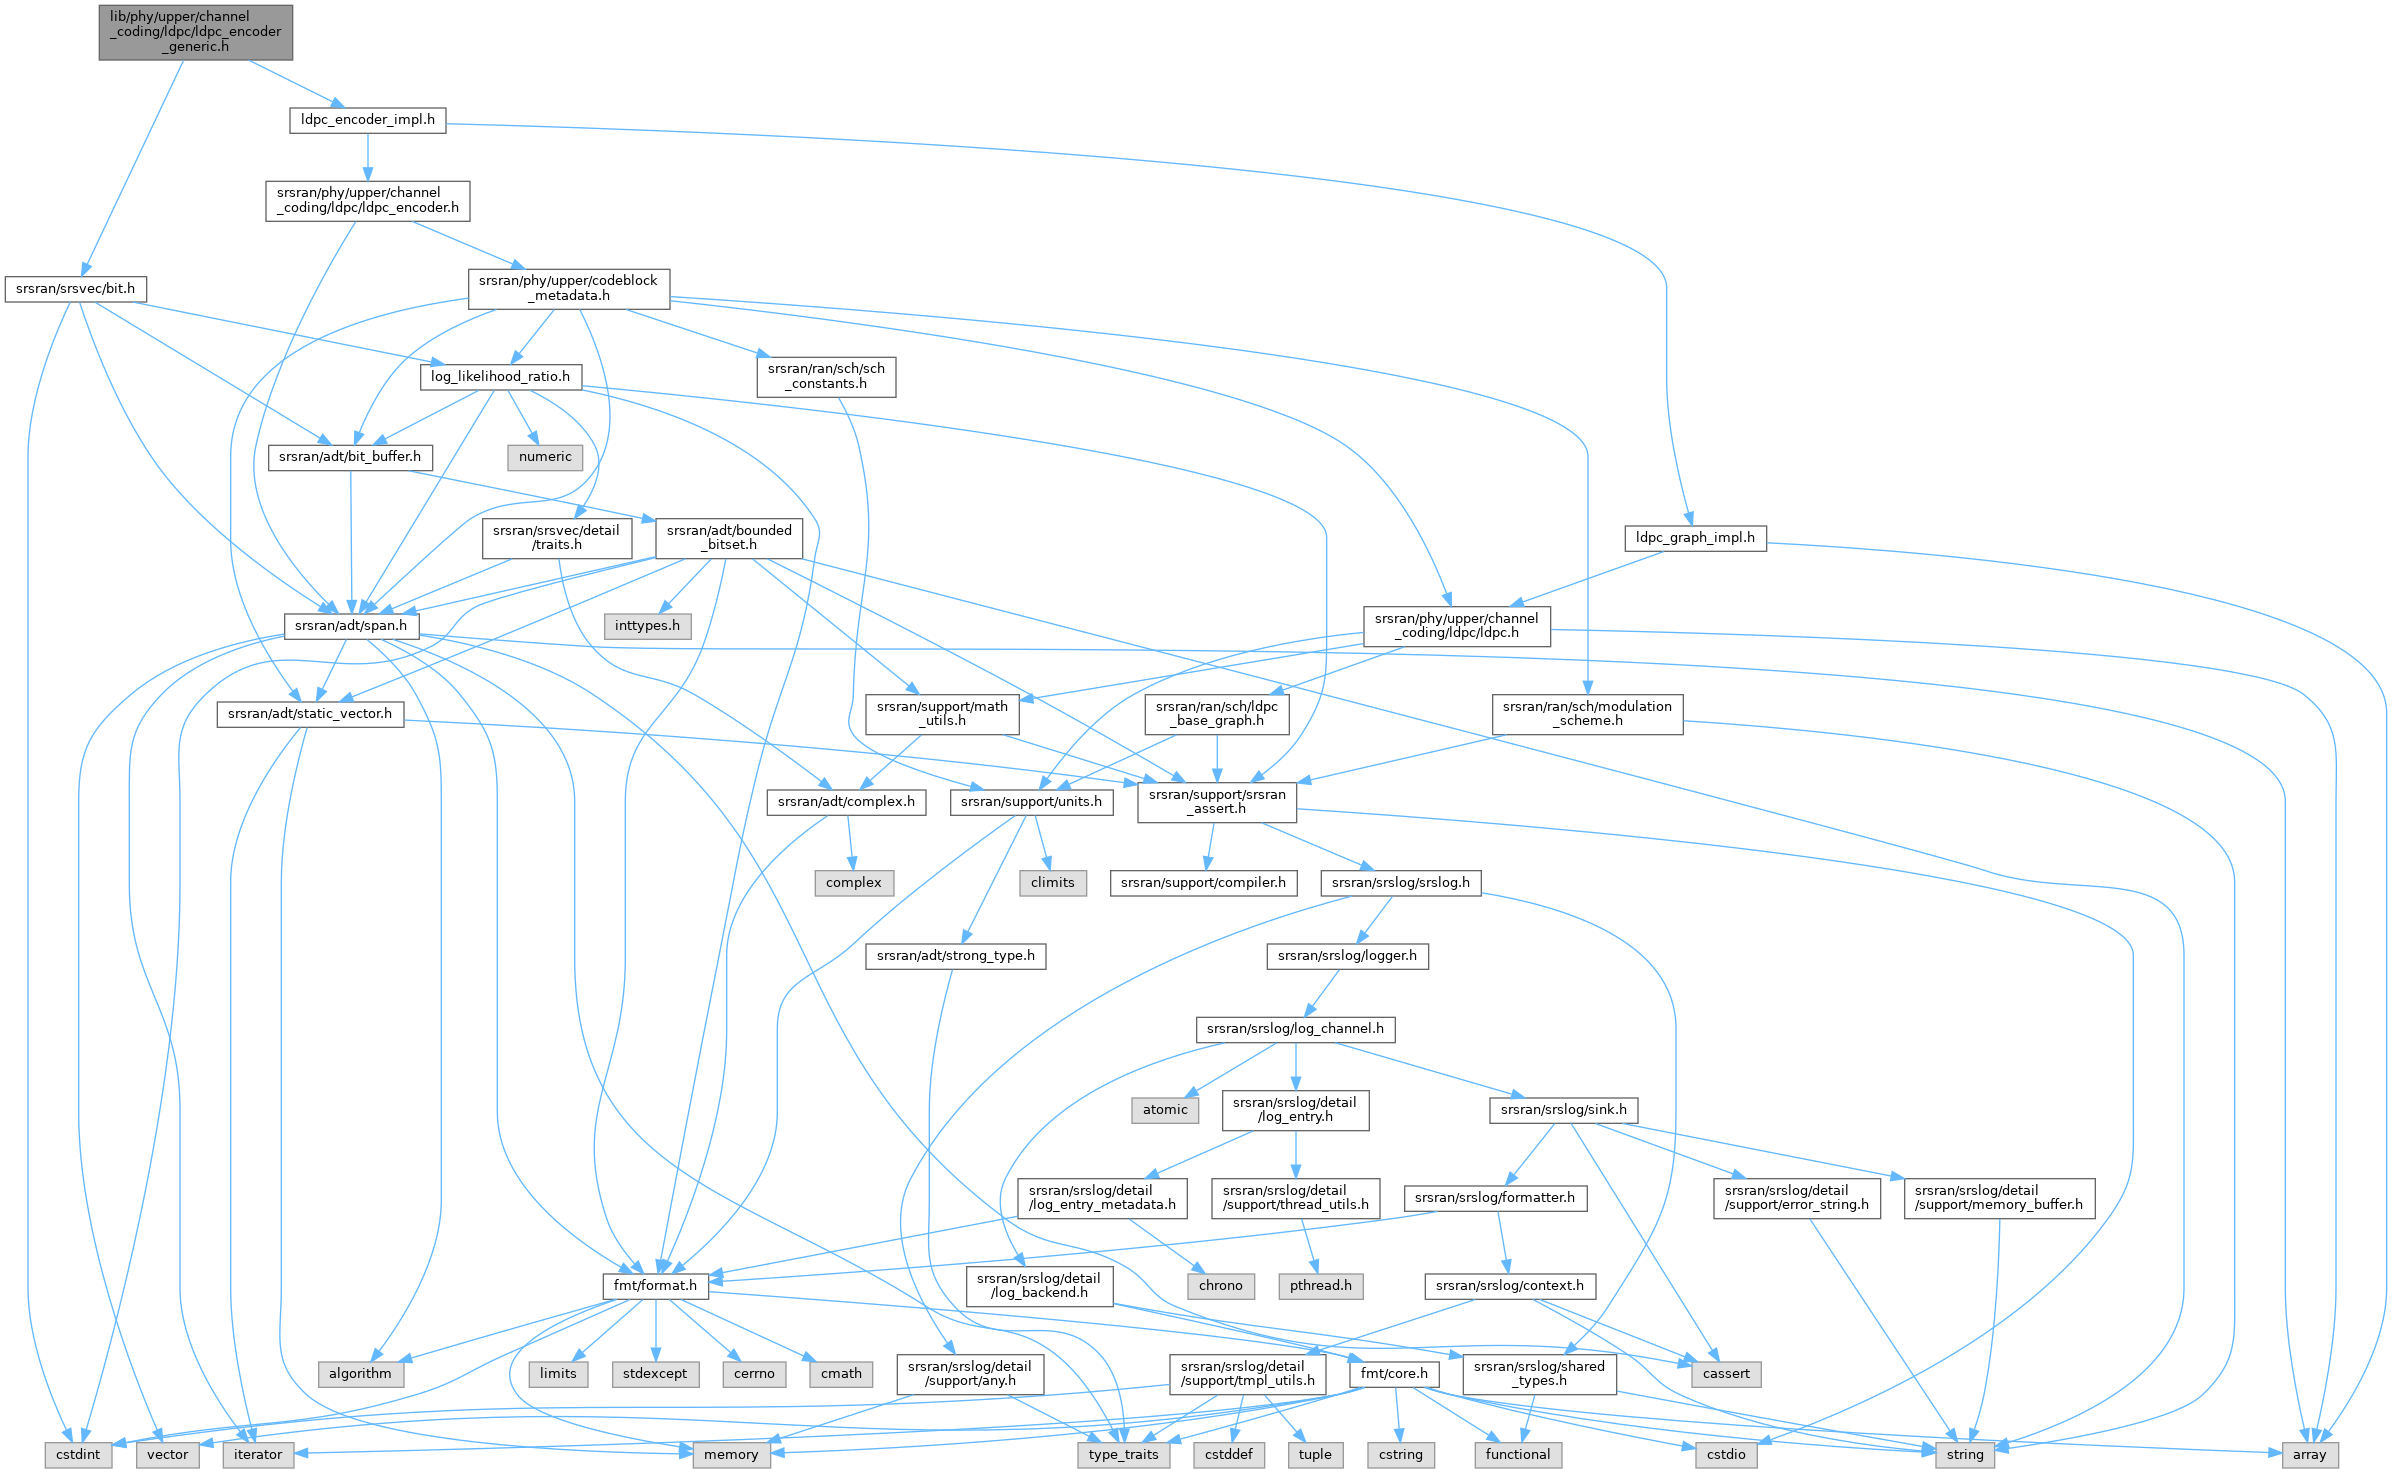 lib/phy/upper/channel
_coding/ldpc/ldpc_encoder
_generic.h
ldpc_encoder_impl.h
srsran/phy/upper/channel
_coding/ldpc/ldpc_encoder.h
srsran/srsvec/bit.h
srsran/phy/upper/codeblock
_metadata.h
log_likelihood_ratio.h
srsran/ran/sch/sch
_constants.h
srsran/adt/bit_buffer.h
numeric
srsran/srsvec/detail
/traits.h
srsran/adt/bounded
_bitset.h
ldpc_graph_impl.h
srsran/adt/span.h
inttypes.h
srsran/phy/upper/channel
_coding/ldpc/ldpc.h
srsran/adt/static_vector.h
srsran/support/math
_utils.h
srsran/ran/sch/ldpc
_base_graph.h
srsran/ran/sch/modulation
_scheme.h
srsran/adt/complex.h
srsran/support/units.h
srsran/support/srsran
_assert.h
complex
climits
srsran/support/compiler.h
srsran/srslog/srslog.h
srsran/adt/strong_type.h
srsran/srslog/logger.h
srsran/srslog/log_channel.h
atomic
srsran/srslog/detail
/log_entry.h
srsran/srslog/sink.h
srsran/srslog/detail
/log_entry_metadata.h
srsran/srslog/detail
/support/thread_utils.h
srsran/srslog/formatter.h
srsran/srslog/detail
/support/error_string.h
srsran/srslog/detail
/support/memory_buffer.h
fmt/format.h
srsran/srslog/detail
/log_backend.h
chrono
pthread.h
srsran/srslog/context.h
algorithm
limits
stdexcept
cerrno
cmath
srsran/srslog/detail
/support/any.h
srsran/srslog/detail
/support/tmpl_utils.h
fmt/core.h
srsran/srslog/shared
_types.h
cassert
cstdint
vector
iterator
memory
type_traits
cstddef
tuple
cstring
functional
cstdio
string
array